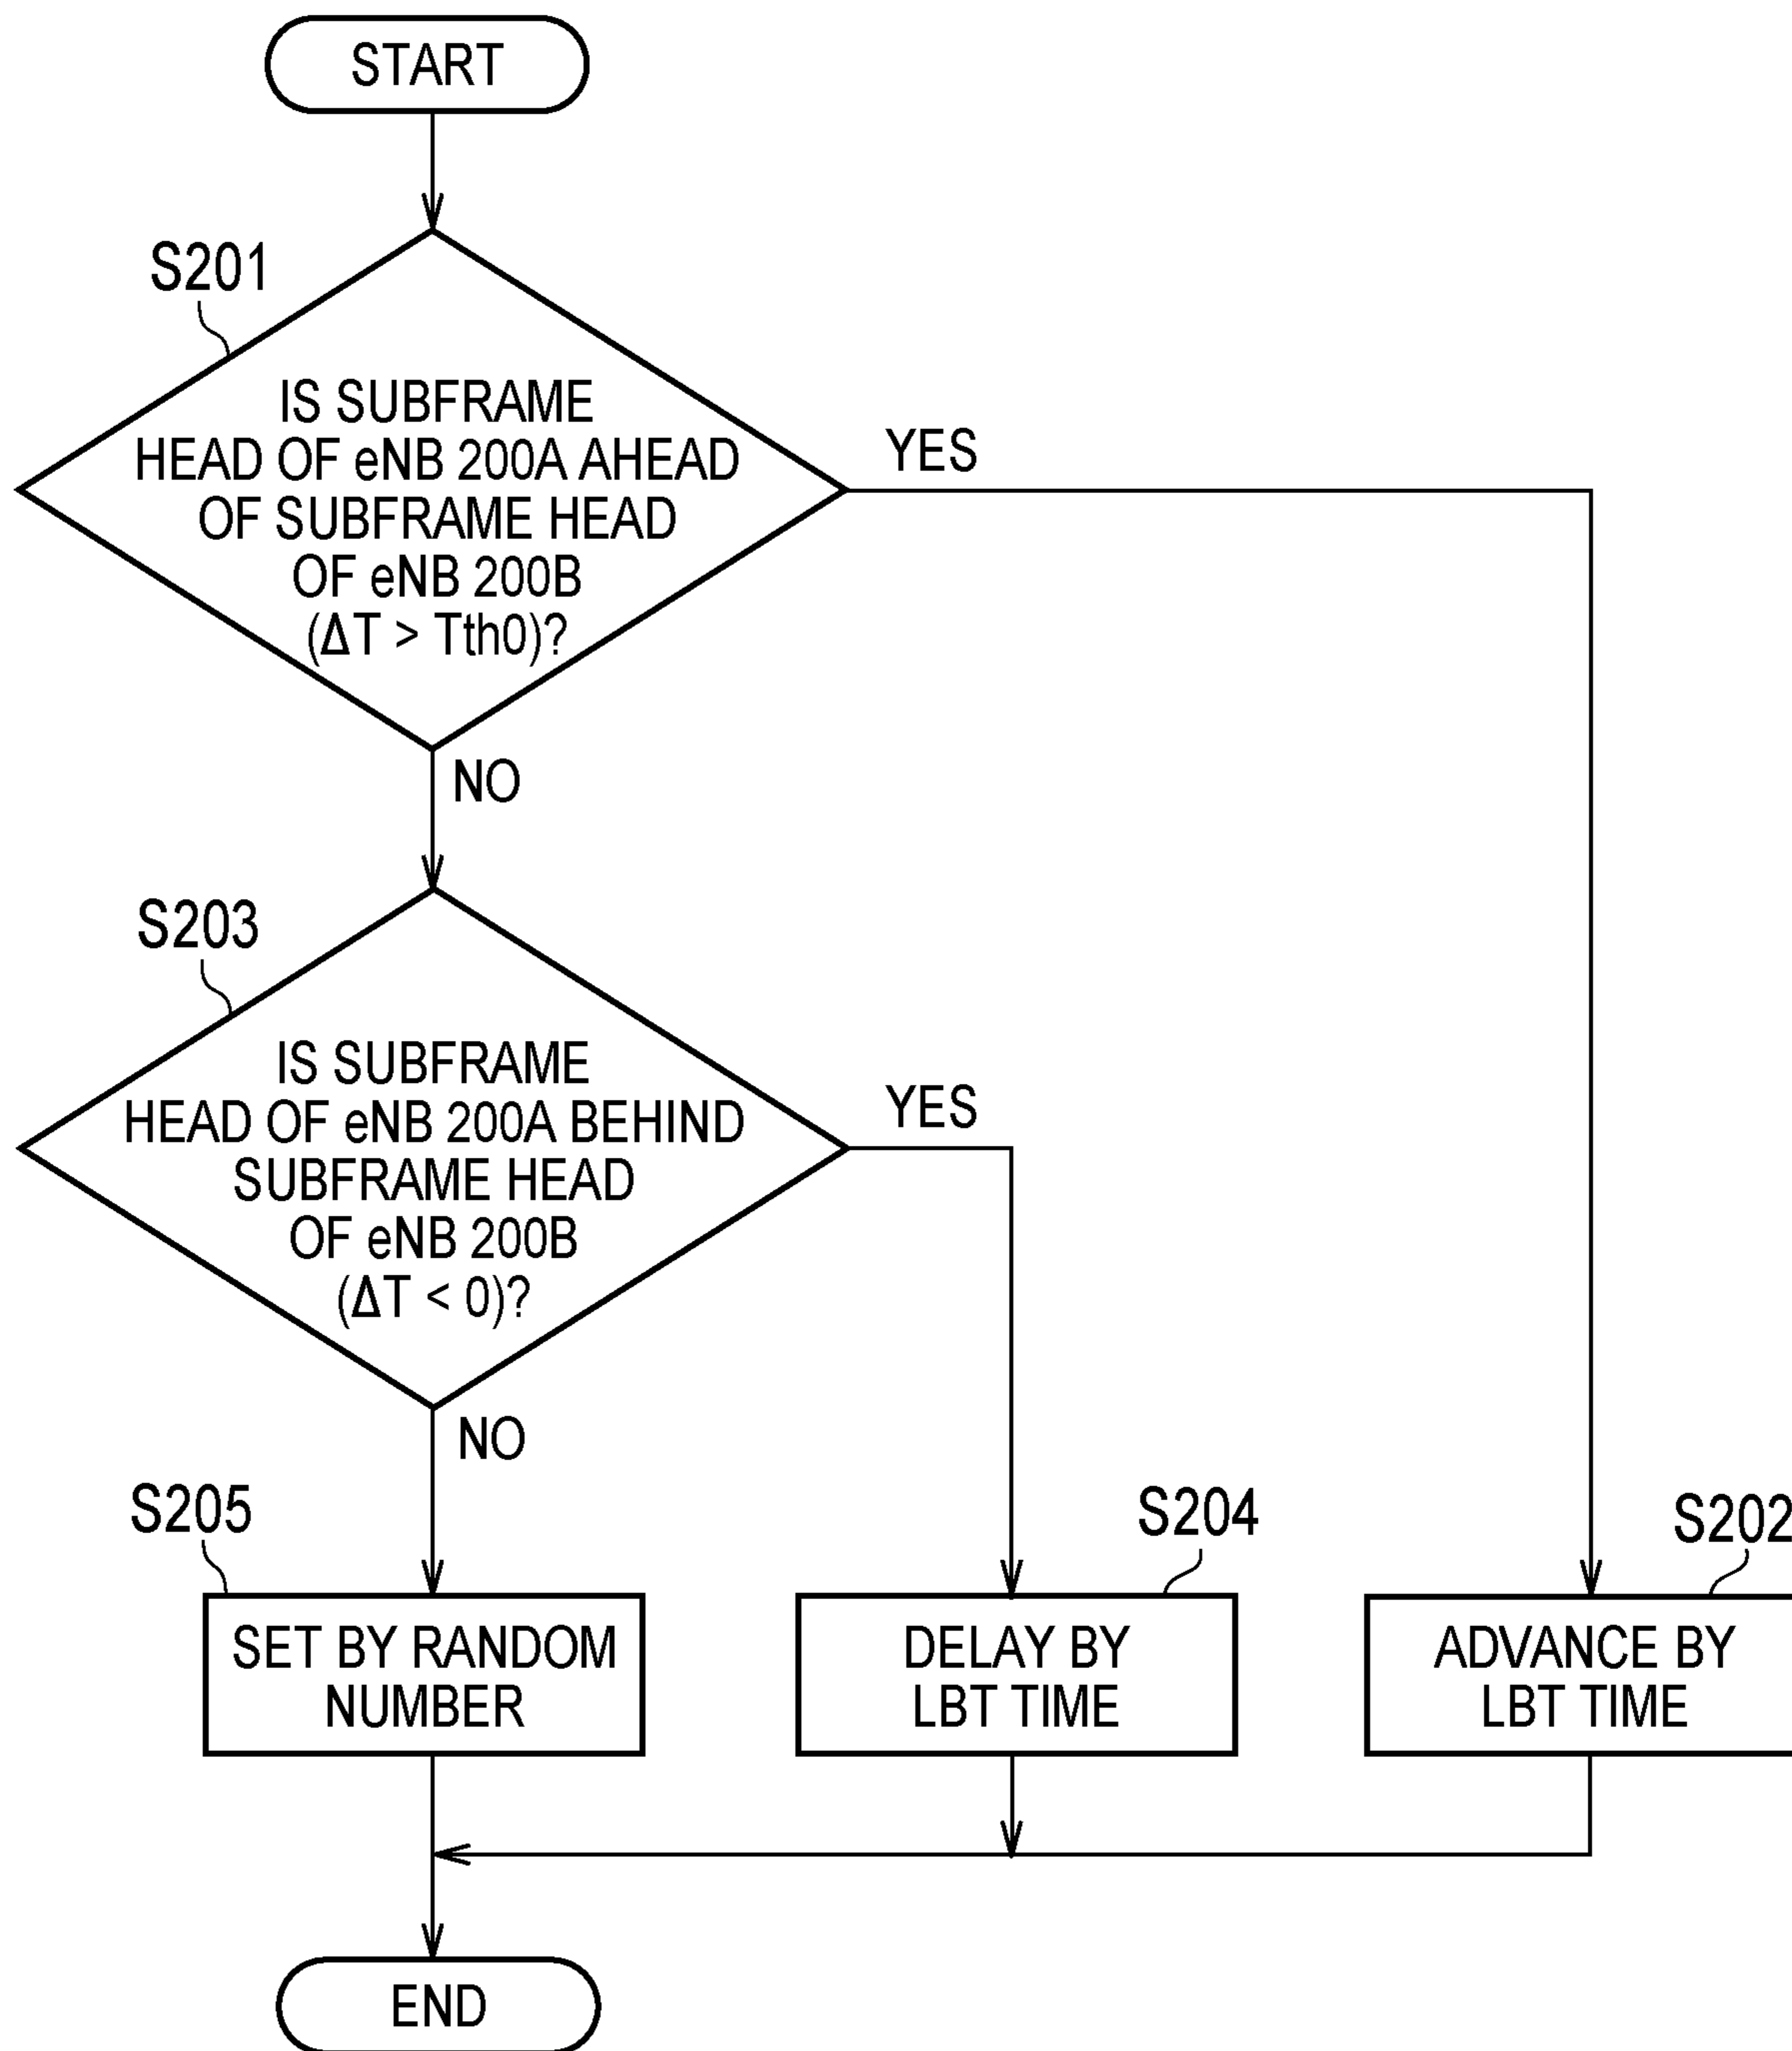 START
S201
IS SUBFRAME
HEAD OF eNB 200A AHEAD
OF SUBFRAME HEAD
OF eNB 200B
(ΔT > Tth0)?
YES
NO
S203
IS SUBFRAME
HEAD OF eNB 200A BEHIND
SUBFRAME HEAD
OF eNB 200B
(ΔT < 0)?
YES
NO
S205
SET BY RANDOM
NUMBER
S204
DELAY BY
LBT TIME
S202
ADVANCE BY
LBT TIME
END